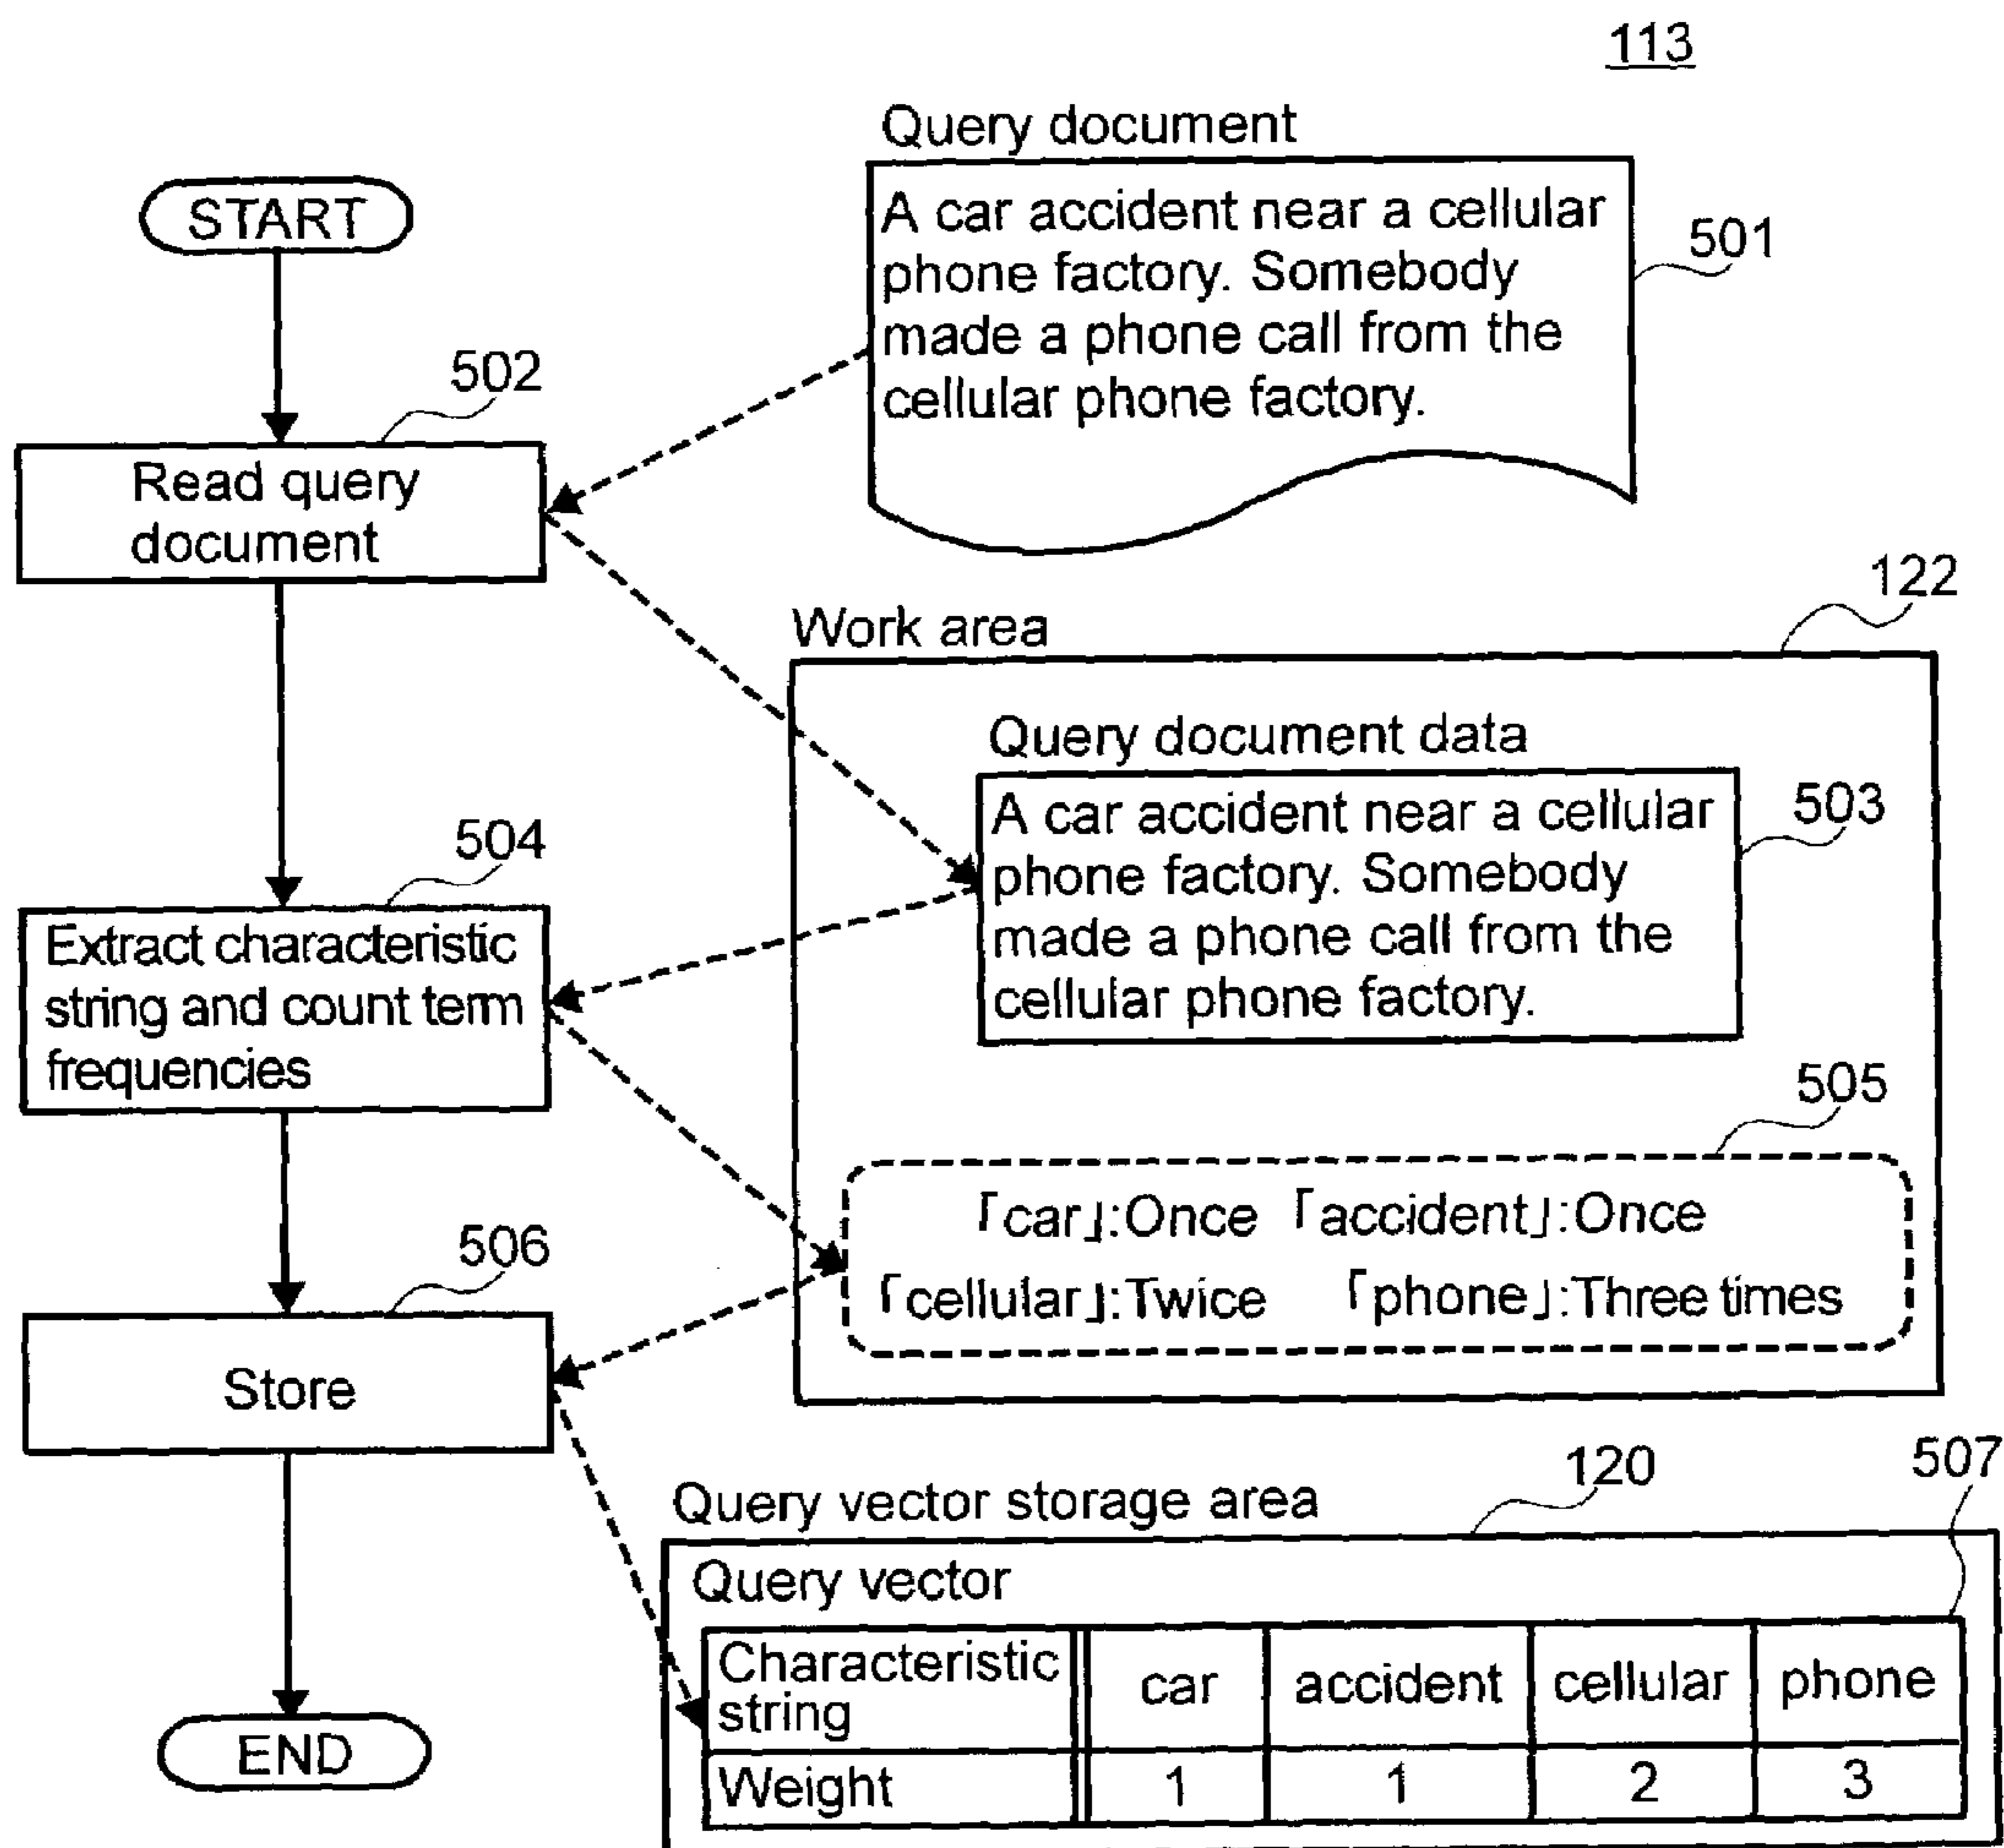 113
Query document
START
A car accident near a cellular
phone factory. Somebody
made a phone call from the
cellular phone factory.
501
502
Read query
document
122
Work area
Query document data
A car accident near a cellular
phone factory. Somebody
made a phone call from the
cellular phone factory.
503
504
Extract characteristic
string and count term
frequencies
505
「car」:Once 「accident」:Once
「cellular」:Twice 「phone」:Three times
506
Store
507
120
Query vector storage area
Query vector
Characteristic
string
car accident cellular phone
Weight 1 1 2 3
END